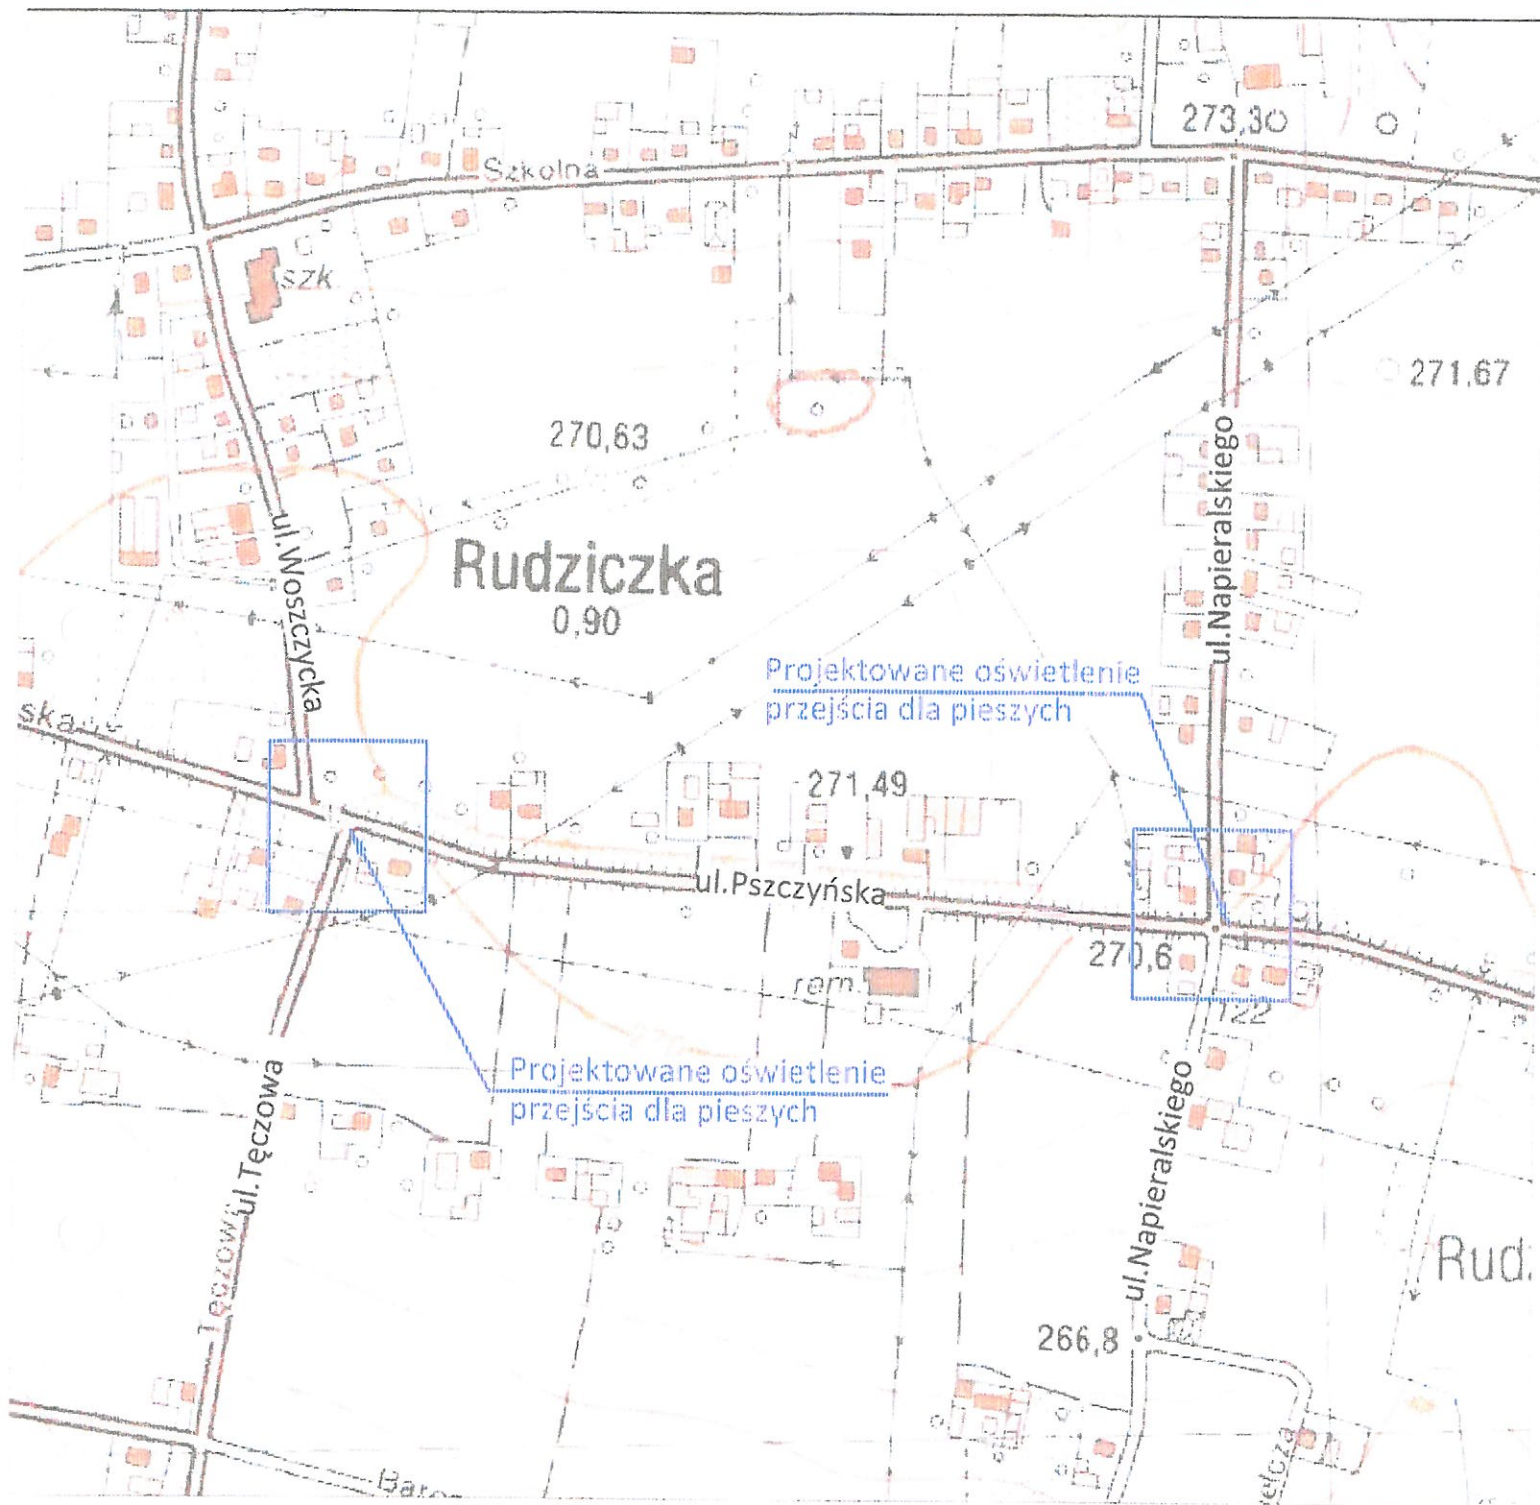 273,30
Szkolna
szk
271,67
270,63
ul.Napieralskiego
ul.Woszczycka
Rudziczka
0,90
Projektowane oświetlenie
przejścia dla pieszych
ska
271,49
ul.Pszczyńska
270,6
rem.
122
Projektowane oświetlenie
przejścia dla pieszych
ul.Tęczowa
ul.Napieralskiego
Rud.
266,8